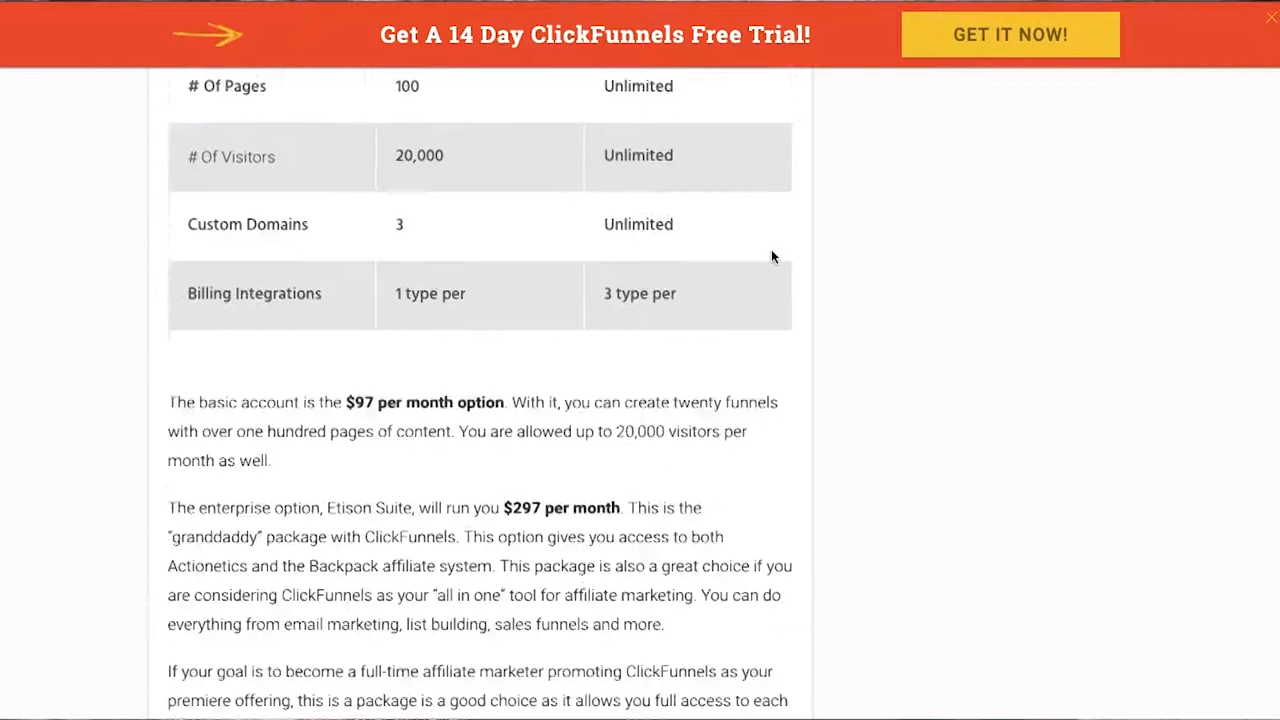 Get A 14 Day ClickFunnels Free Trial!
GET IT NOW!
# Of Pages 100 Unlimited
# Of Visitors 20,000 Unlimited
Custom Domains 3 Unlimited
Billing Integrations 1 type per 3 type per
The basic account is the $97 per month option. With it, you can create twenty funnels
with over one hundred pages of content. You are allowed up to 20,000 visitors per
month as well.
The enterprise option, Etison Suite, will run you $297 per month. This is the
"granddaddy" package with ClickFunnels. This option gives you access to both
Actionetics and the Backpack affiliate system. This package is also a great choice if you
are considering ClickFunnels as your "all in one" tool for affiliate marketing. You can do
everything from email marketing, list building, sales funnels and more.
If your goal is to become a full-time affiliate marketer promoting ClickFunnels as your
premiere offering, this is a package is a good choice as it allows you full access to each